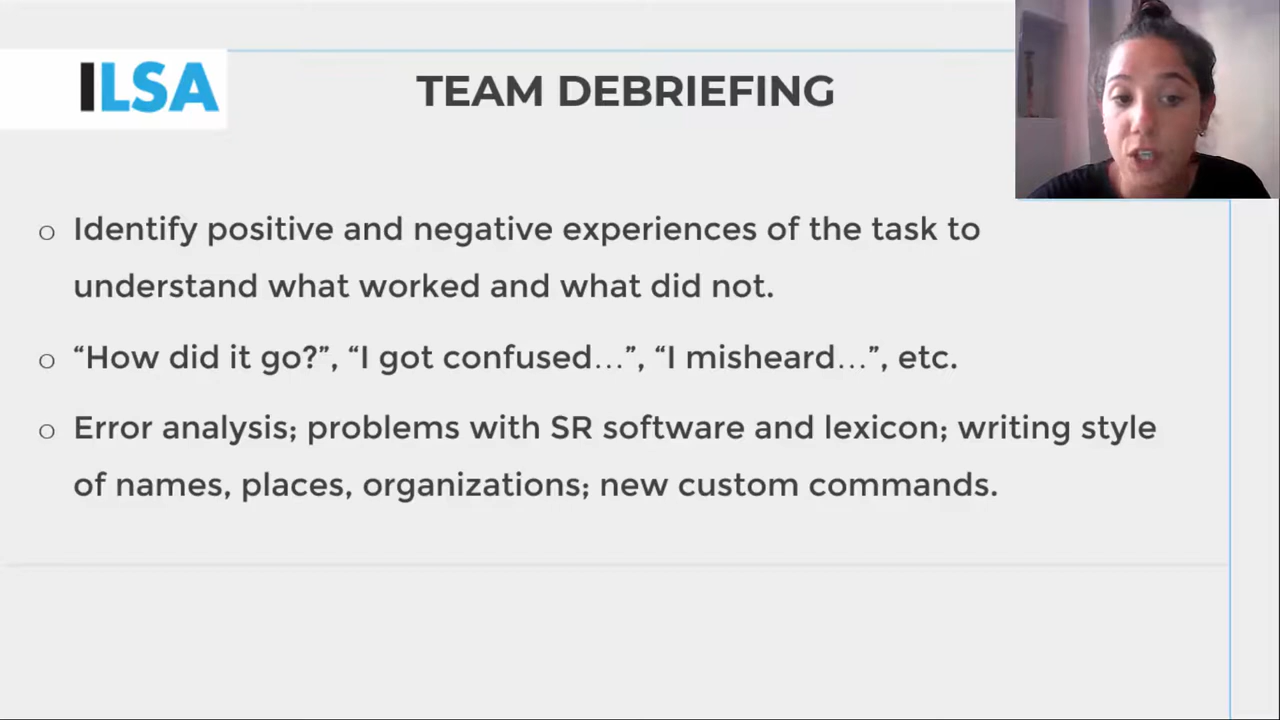 ILSA
TEAM DEBRIEFING
o Identify positive and negative experiences of the task to
understand what worked and what did not.
o “How did it go?”, “I got confused…”, “I misheard…”, etc.
o Error analysis; problems with SR software and lexicon; writing style
of names, places, organizations; new custom commands.